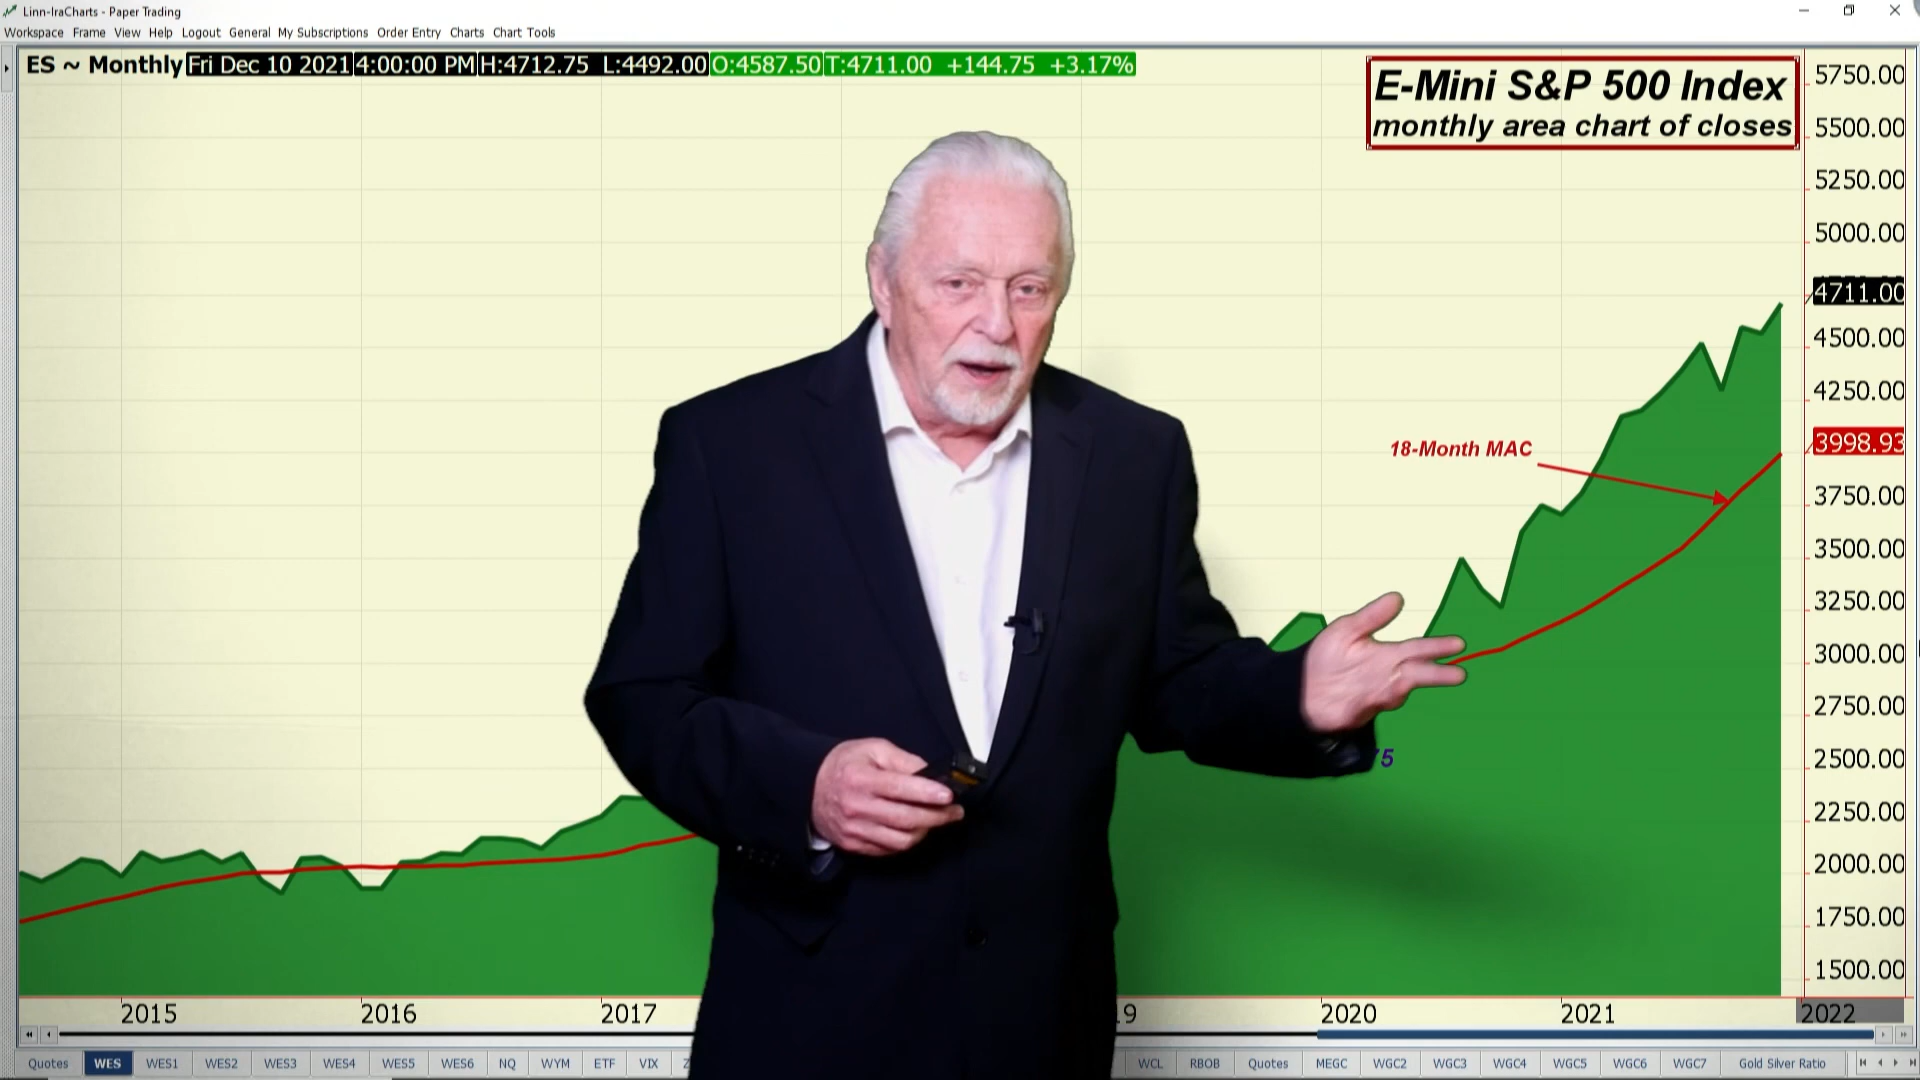 Linn-IraCharts - Paper Trading
Workspace Frame View Help Logout General My Subscriptions Order Entry Charts Chart Tools
ES ~ Monthly Fri Dec 10 2021 4:00:00 PM H:4712.75 L:4492.00 O:4587.50 T:4711.00 +144.75 +3.17%
E-Mini S&P 500 Index
monthly area chart of closes
5750.00
5500.00
5250.00
5000.00
4711.00
4500.00
4250.00
18-Month MAC
3998.93
3750.00
3500.00
3250.00
3000.00
2750.00
75
2500.00
2250.00
2000.00
1750.00
1500.00
2015 2016 2017 19 2020 2021 2022
Quotes WES WES1 WES2 WES3 WES4 WES5 WES6 NQ WYM ETF VIX WCL RBOB Quotes MEGC WGC2 WGC3 WGC4 WGC5 WGC6 WGC7 Gold Silver Ratio